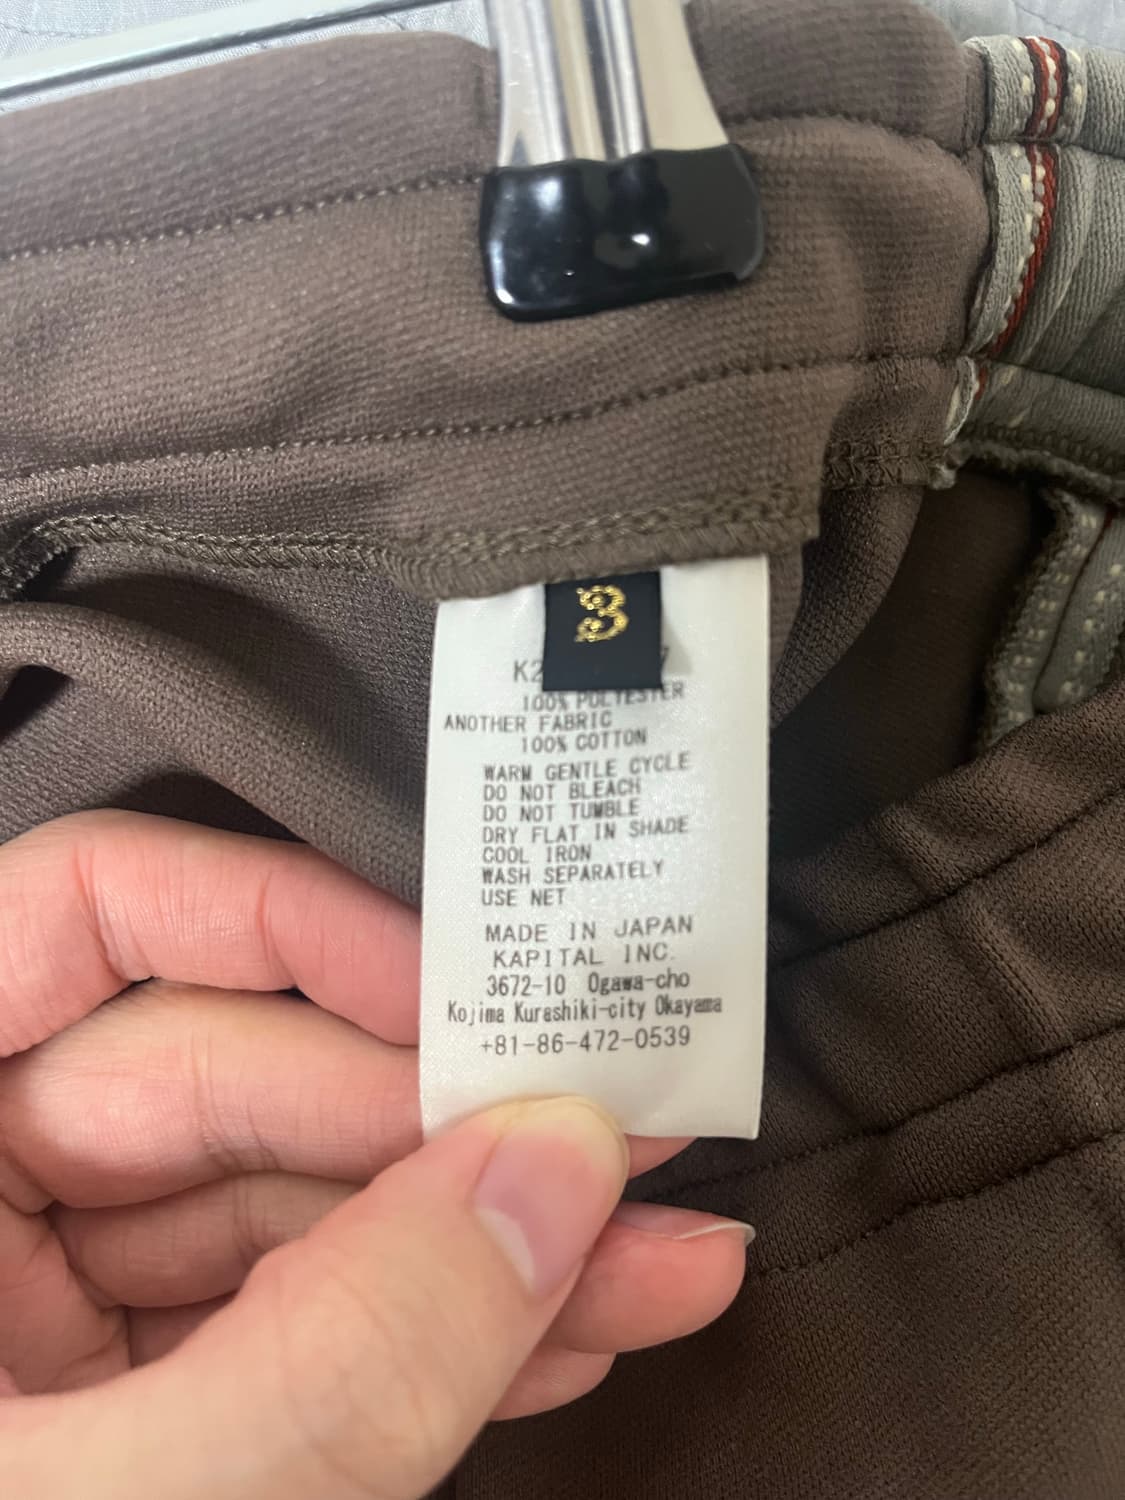 3
K2 7
100% POLYESTER
ANOTHER FABRIC
100% COTTON
WARM GENTLE CYCLE
DO NOT BLEACH
DO NOT TUMBLE
DRY FLAT IN SHADE
COOL IRON
WASH SEPARATELY
USE NET
MADE IN JAPAN
KAPITAL INC.
3672-10 Ogawa-cho
Kojima Kurashiki-city Okayama
+81-86-472-0539